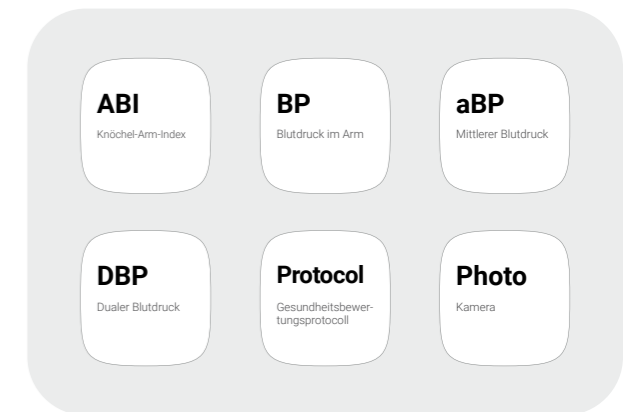 ABI
Knöchel-Arm-Index
BP
Blutdruck im Arm
aBP
Mittlerer Blutdruck
DBP
Dualer Blutdruck
Protocol
Gesundheitsbewer-
tungsprotocoll
Photo
Kamera